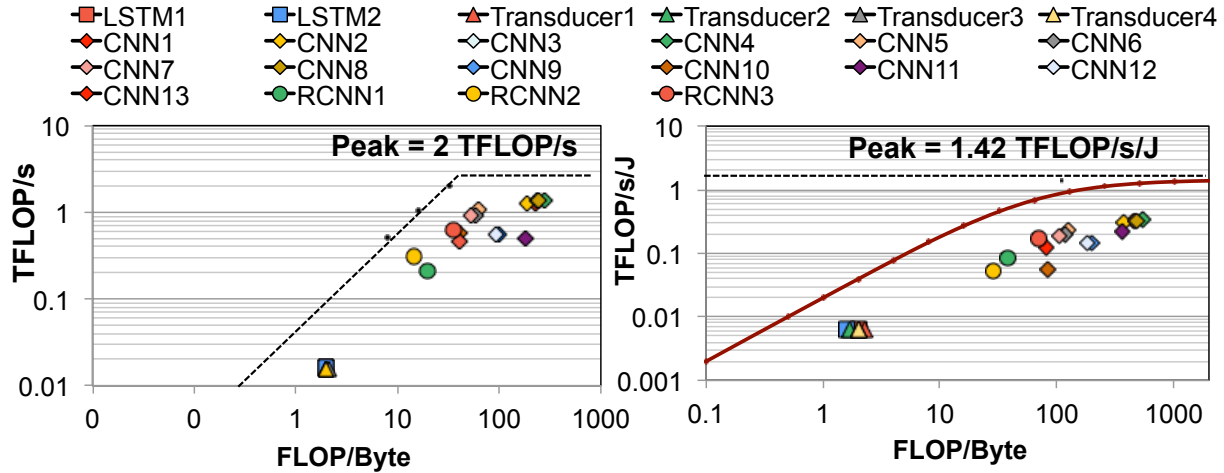 LSTM1 LSTM2 Transducer1 Transducer2 Transducer3 Transducer4
CNN1 CNN2 CNN3 CNN4 CNN5 CNN6
CNN7 CNN8 CNN9 CNN10 CNN11 CNN12
CNN13 RCNN1 RCNN2 RCNN3
TFLOP/s
10
1
0.1
0.01
Peak = 2 TFLOP/s
0 0 1 10 100 1000
FLOP/Byte
TFLOP/s/J
10
1
0.1
0.01
0.001
Peak = 1.42 TFLOP/s/J
0.1 1 10 100 1000
FLOP/Byte